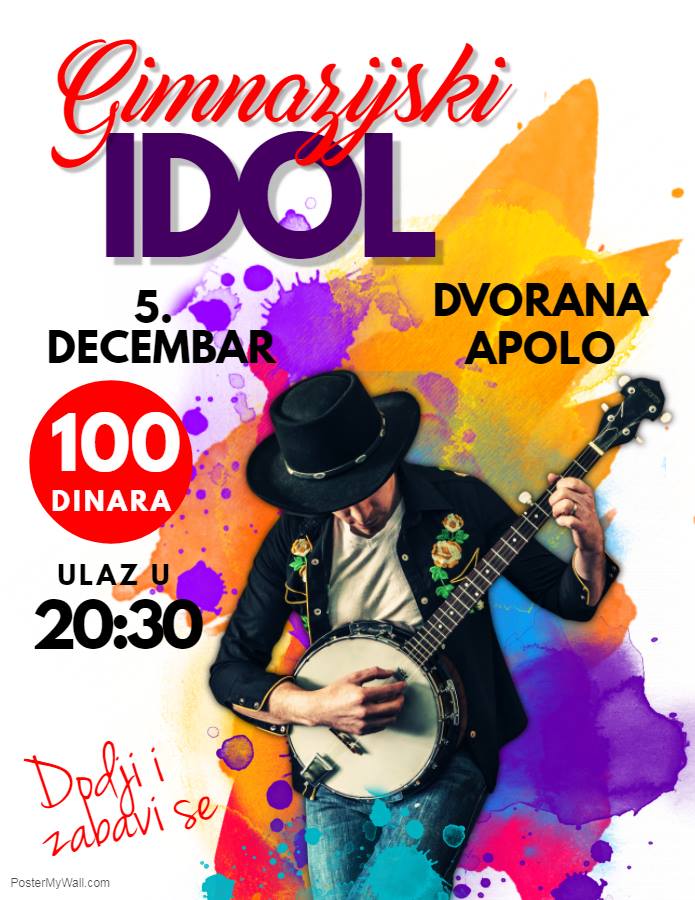 Gimnazijski
IDOL
5.
DECEMBAR
DVORANA
APOLO
100
DINARA
ULAZ U
20:30
Dodji i
zabavi se
PosterMyWall.com